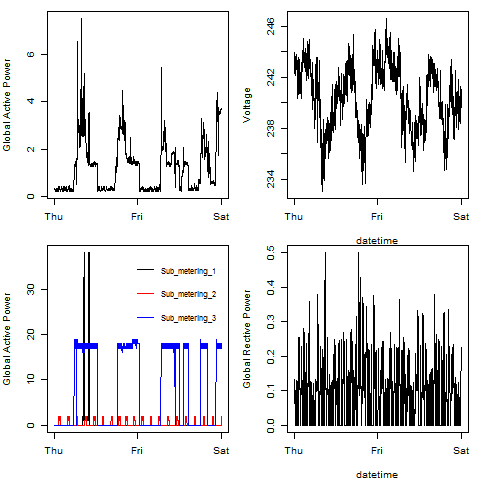 Global Active Power
0
2
4
6
Thu
Fri
Sat
Voltage
234
238
242
246
Thu
Fri
Sat
datetime
Global Active Power
0
10
20
30
Sub_metering_1
Sub_metering_2
Sub_metering_3
Thu
Fri
Sat
Global Rective Power
0.0
0.1
0.2
0.3
0.4
0.5
Thu
Fri
Sat
datetime